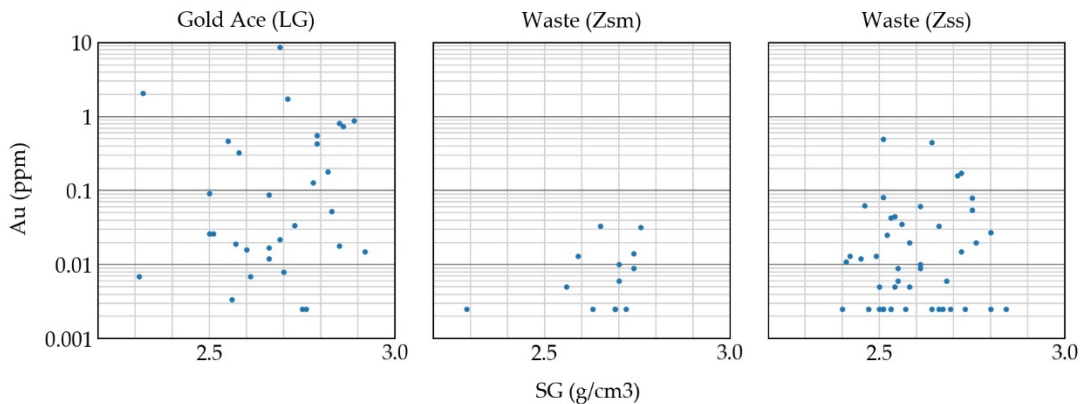 Gold Ace (LG)
Waste (Zsm)
Waste (Zss)
10
1
0.1
0.01
0.001
Au (ppm)
2.5
3.0
2.5
3.0
2.5
3.0
SG (g/cm3)